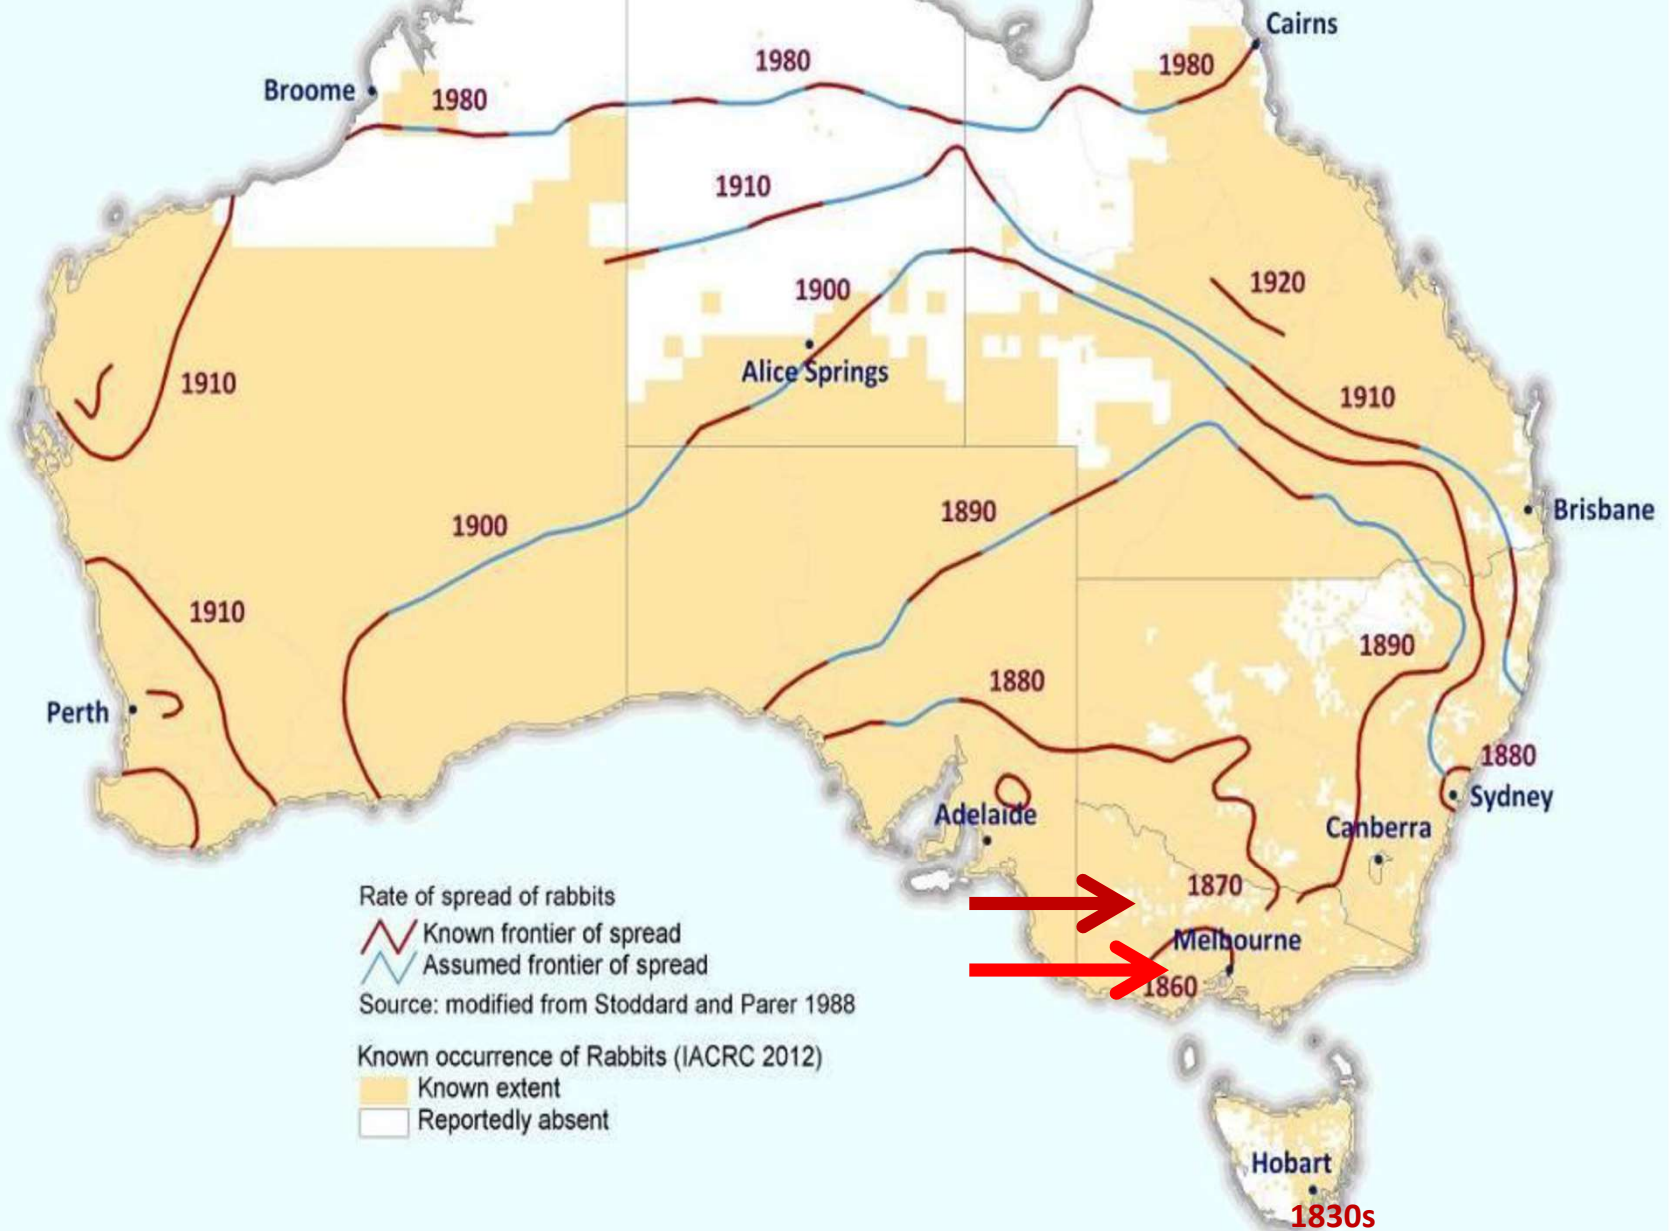 Cairns
1980
1980
Broome
1980
1910
1920
1900
Alice Springs
1910
1910
1900
1890
Brisbane
1910
1890
1880
Perth
1880
Sydney
Adelaide
Canberra
1870
Melbourne
1860
Rate of spread of rabbits
Known frontier of spread
Assumed frontier of spread
Source: modified from Stoddard and Parer 1988
Known occurrence of Rabbits (IACRC 2012)
Known extent
Reportedly absent
Hobart
1830s